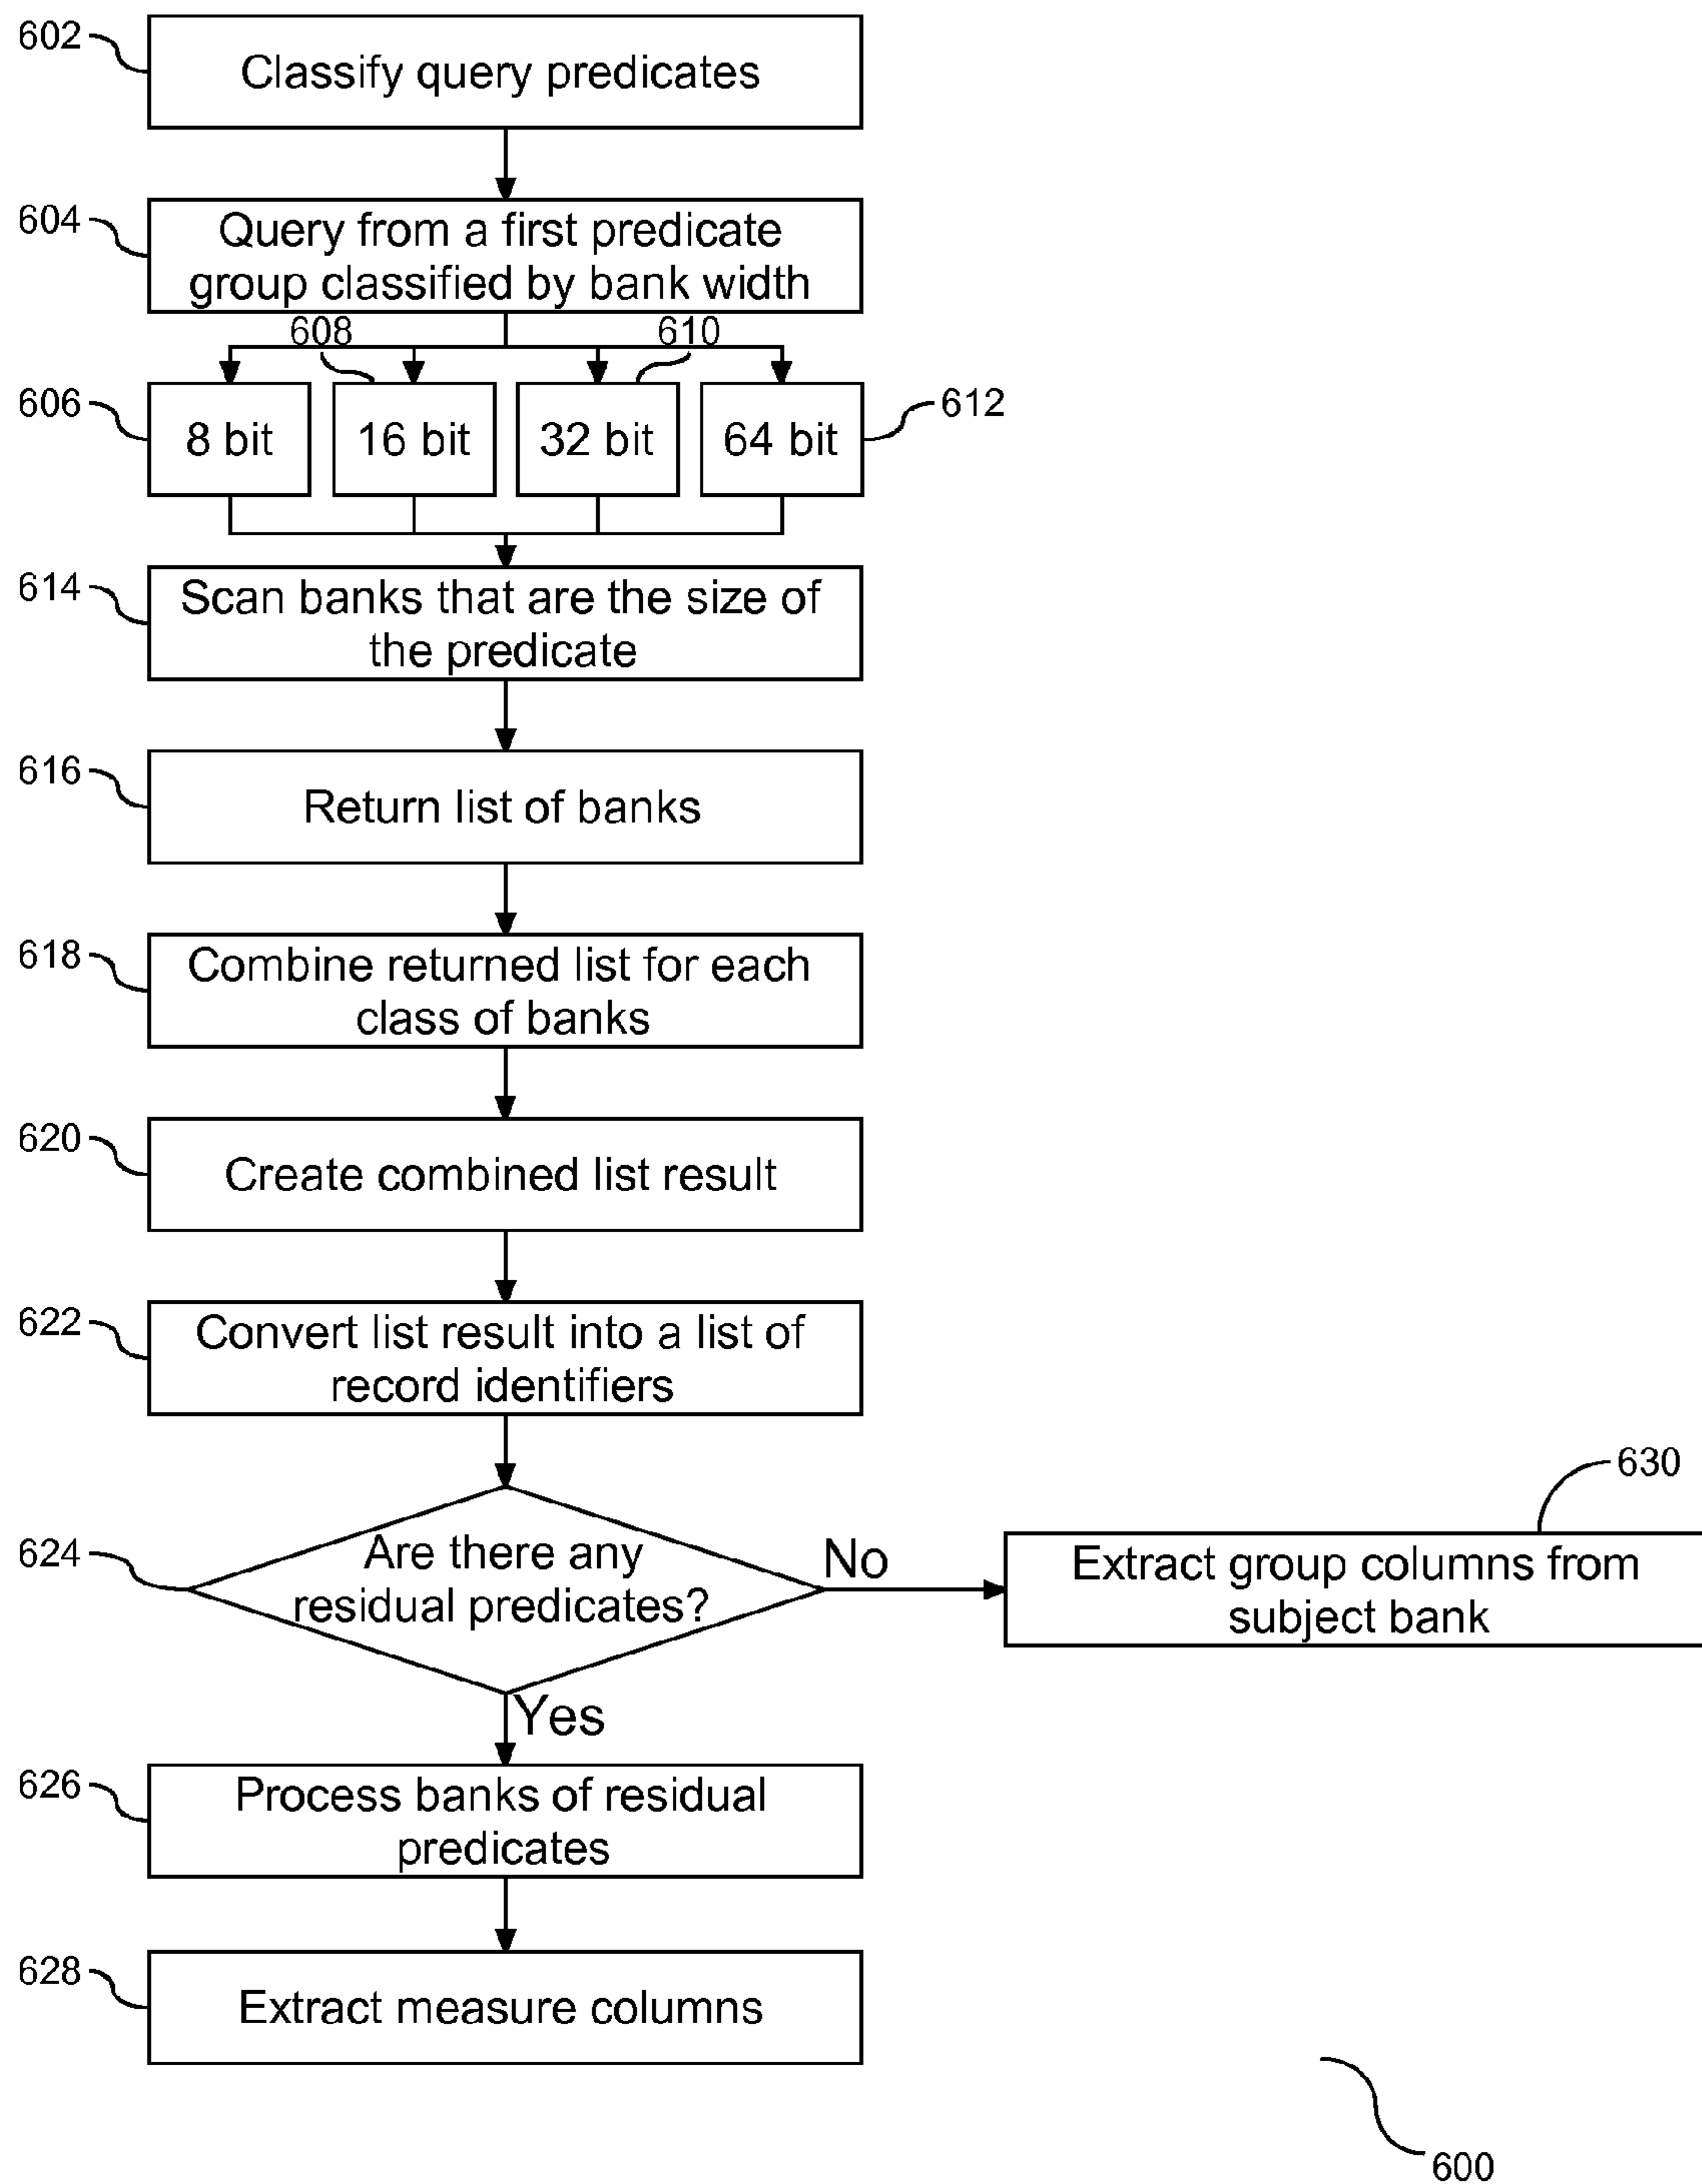 602
Classify query predicates
604
Query from a first predicate
group classified by bank width
608
610
606
8 bit
16 bit
32 bit
64 bit
612
614
Scan banks that are the size of
the predicate
616
Return list of banks
618
Combine returned list for each
class of banks
620
Create combined list result
622
Convert list result into a list of
record identifiers
624
Are there any
residual predicates?
No
630
Extract group columns from
subject bank
Yes
626
Process banks of residual
predicates
628
Extract measure columns
600